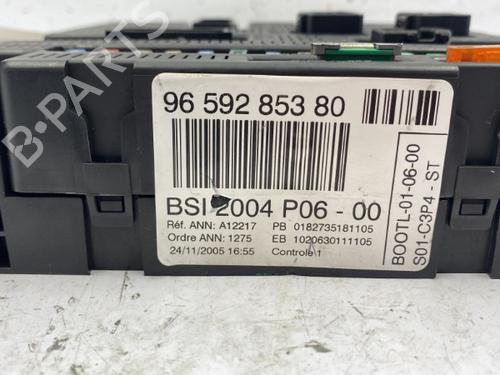 96 592 853 80
BSI 2004 P06 - 00
Réf. ANN: A12217 PB 0182735181105
Ordre ANN: 1275 EB 1020630111105
24/11/2005 16:55 Controle 1
BOOTL-01-06-00
S01-C3P4 - ST
B-PARTS